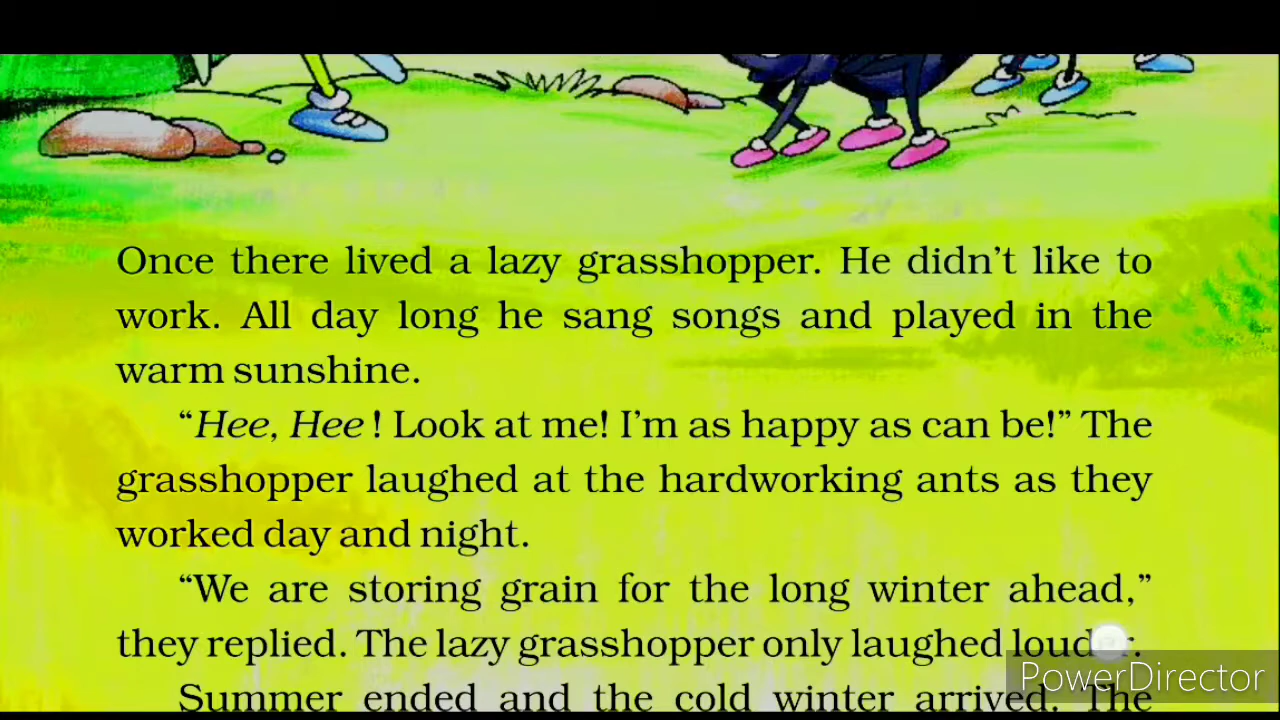 Once there lived a lazy grasshopper. He didn't like to
work. All day long he sang songs and played in the
warm sunshine.
“Hee, Hee ! Look at me! I'm as happy as can be!” The
grasshopper laughed at the hardworking ants as they
worked day and night.
“We are storing grain for the long winter ahead,”
they replied. The lazy grasshopper only laughed louder.
Summer ended and the cold winter arrived. The
PowerDirector